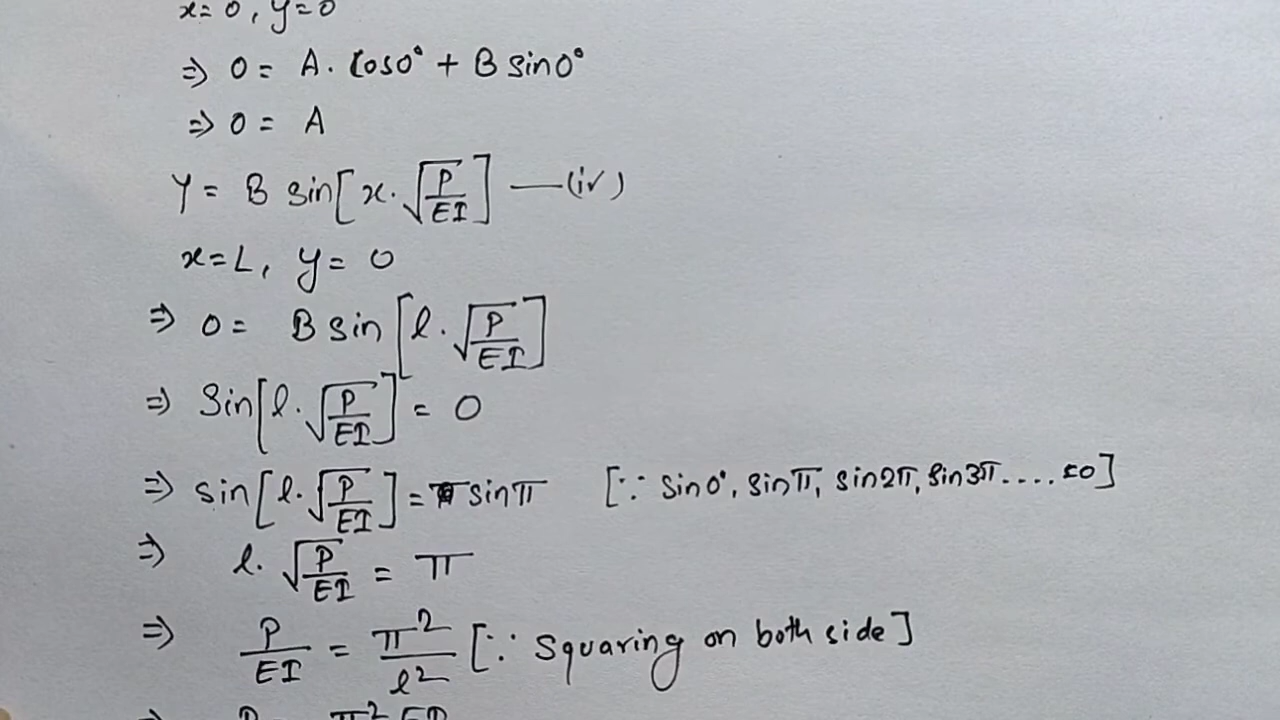 x=0, y=0
⇒ 0 = A. Cos0° + B sin0°
⇒ 0 = A
Y = B sin[x.√(P/EI)] —(iv)
x=L, y= 0
⇒ 0 = B sin[l.√(P/EI)]
⇒ Sin[l.√(P/EI)] = 0
⇒ sin[l.√(P/EI)] = sinπ [∵ sin0°, sinπ, sin2π, sin3π.....=0]
⇒ l.√(P/EI) = π
⇒ P/EI = π²/l² [∵ Squaring on both side]